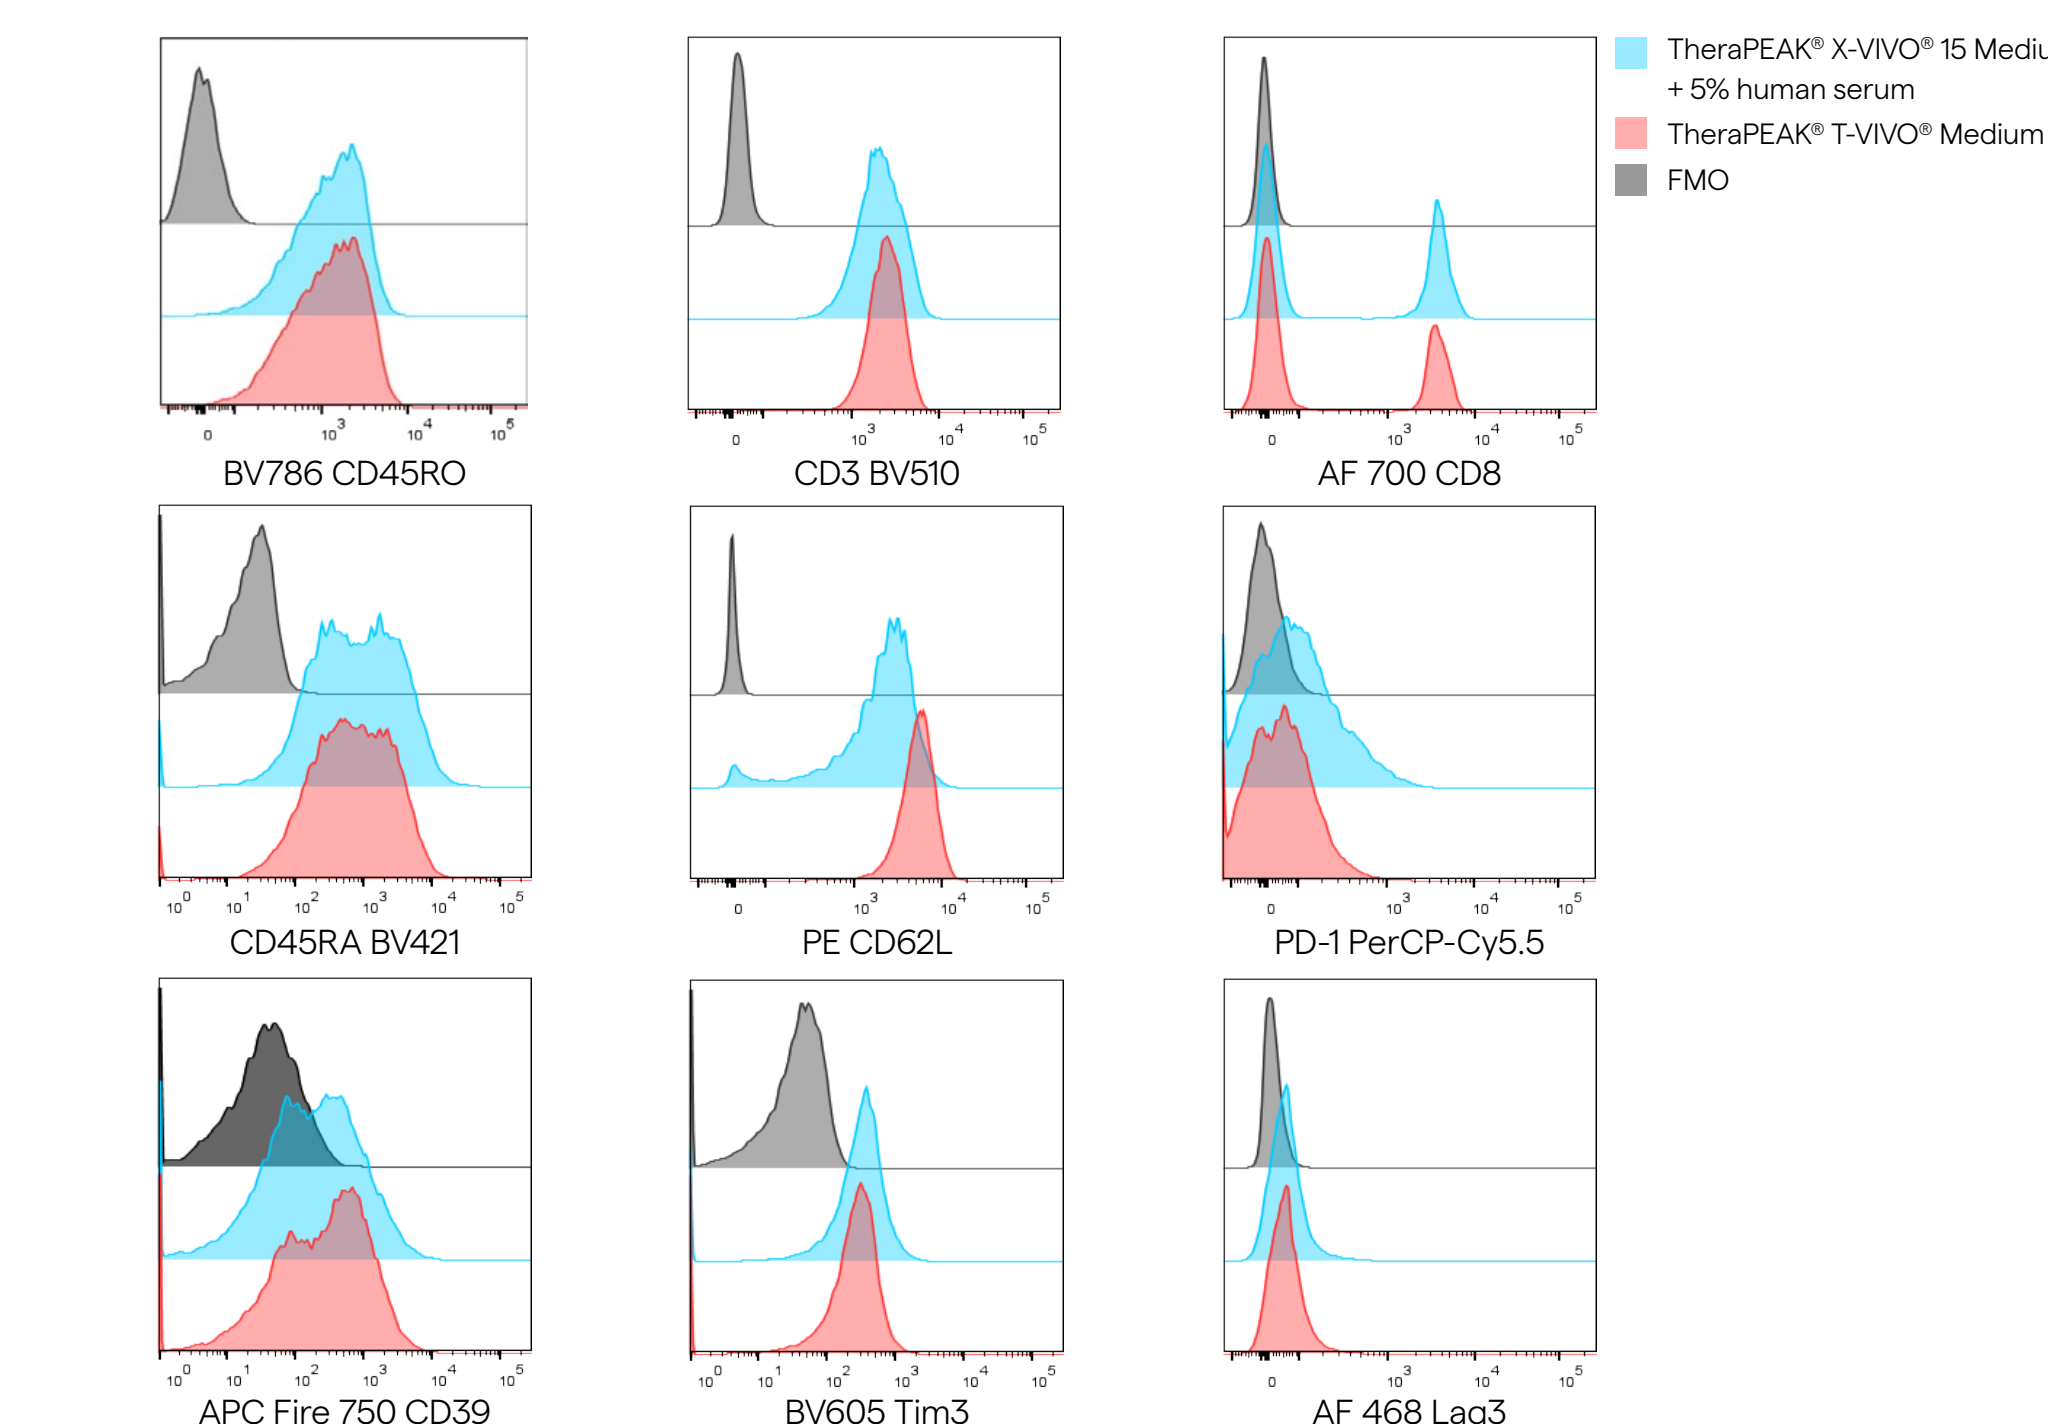 TheraPEAK® X-VIVO® 15 Mediu
+ 5% human serum
TheraPEAK® T-VIVO® Medium
FMO
0 10³ 10⁴ 10⁵
BV786 CD45RO
0 10³ 10⁴ 10⁵
CD3 BV510
0 10³ 10⁴ 10⁵
AF 700 CD8
10⁰ 10¹ 10² 10³ 10⁴ 10⁵
CD45RA BV421
0 10³ 10⁴ 10⁵
PE CD62L
0 10³ 10⁴ 10⁵
PD-1 PerCP-Cy5.5
10⁰ 10¹ 10² 10³ 10⁴ 10⁵
APC Fire 750 CD39
10⁰ 10¹ 10² 10³ 10⁴ 10⁵
BV605 Tim3
0 10³ 10⁴ 10⁵
AF 468 Lag3